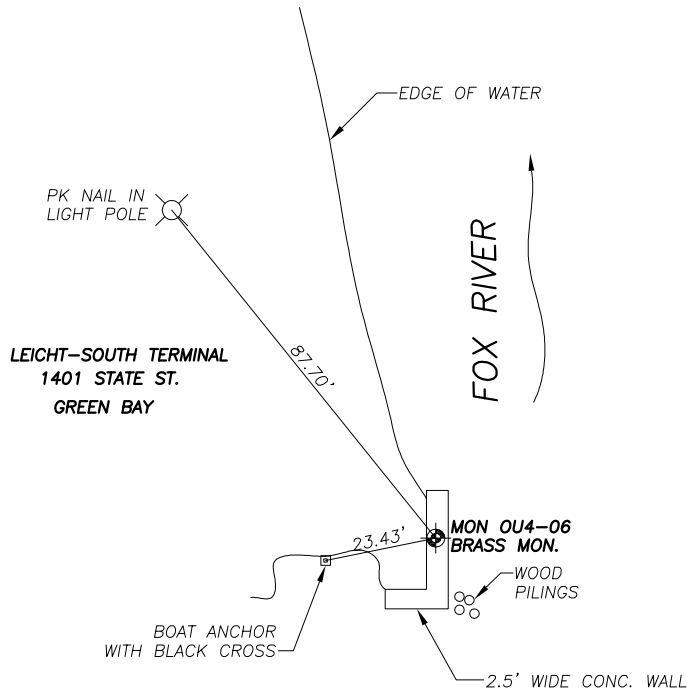 EDGE OF WATER
PK NAIL IN
LIGHT POLE
FOX RIVER
LEICHT-SOUTH TERMINAL
1401 STATE ST.
GREEN BAY
87.70'
MON OU4-06
BRASS MON.
23.43'
WOOD
PILINGS
BOAT ANCHOR
WITH BLACK CROSS
2.5' WIDE CONC. WALL